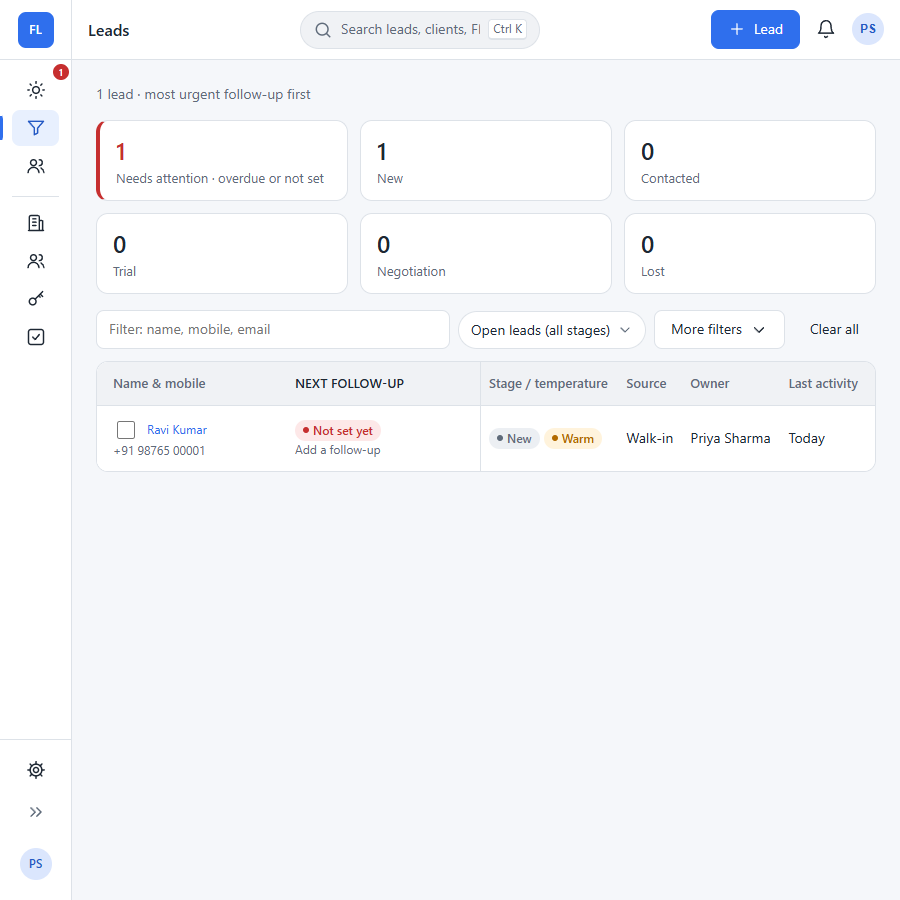 FL
Leads
Search leads, clients, Fl
Ctrl K
+ Lead
PS
1
1 lead · most urgent follow-up first
1
Needs attention · overdue or not set
1
New
0
Contacted
0
Trial
0
Negotiation
0
Lost
Filter: name, mobile, email
Open leads (all stages)
More filters
Clear all
Name & mobile NEXT FOLLOW-UP Stage / temperature Source Owner Last activity
Ravi Kumar
+91 98765 00001
Not set yet
Add a follow-up
New
Warm
Walk-in
Priya Sharma
Today
PS